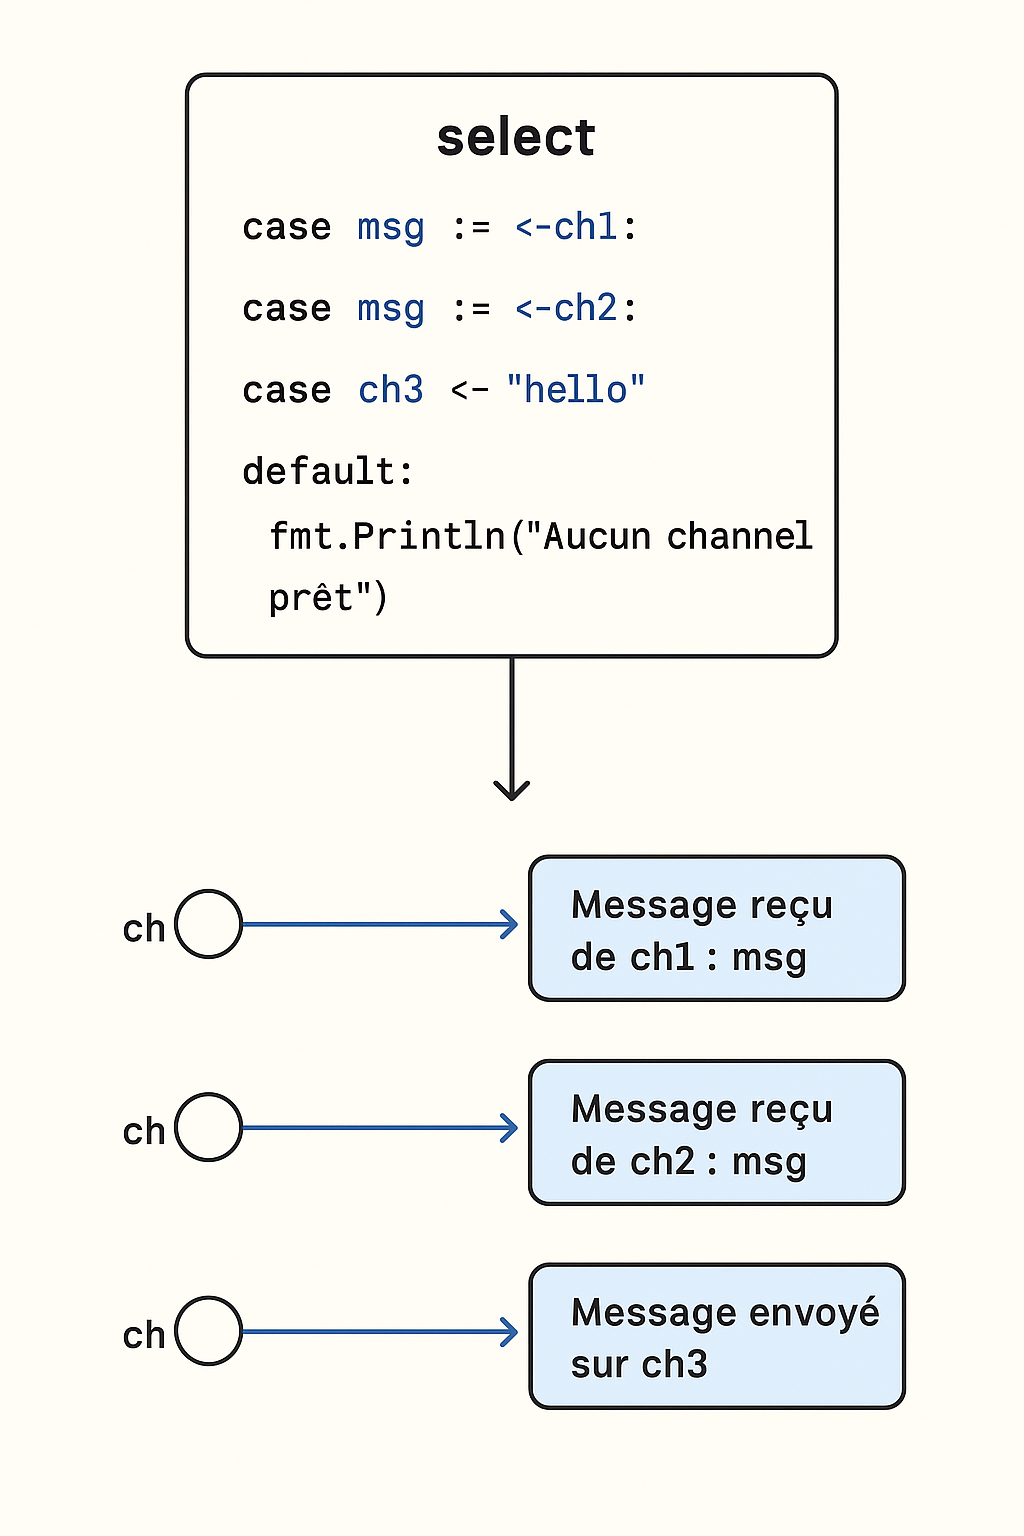 select
case msg := <-ch1:
case msg := <-ch2:
case ch3 <- "hello"
default:
fmt.Println("Aucun channel
prêt")
ch
Message reçu
de ch1 : msg
ch
Message reçu
de ch2 : msg
ch
Message envoyé
sur ch3